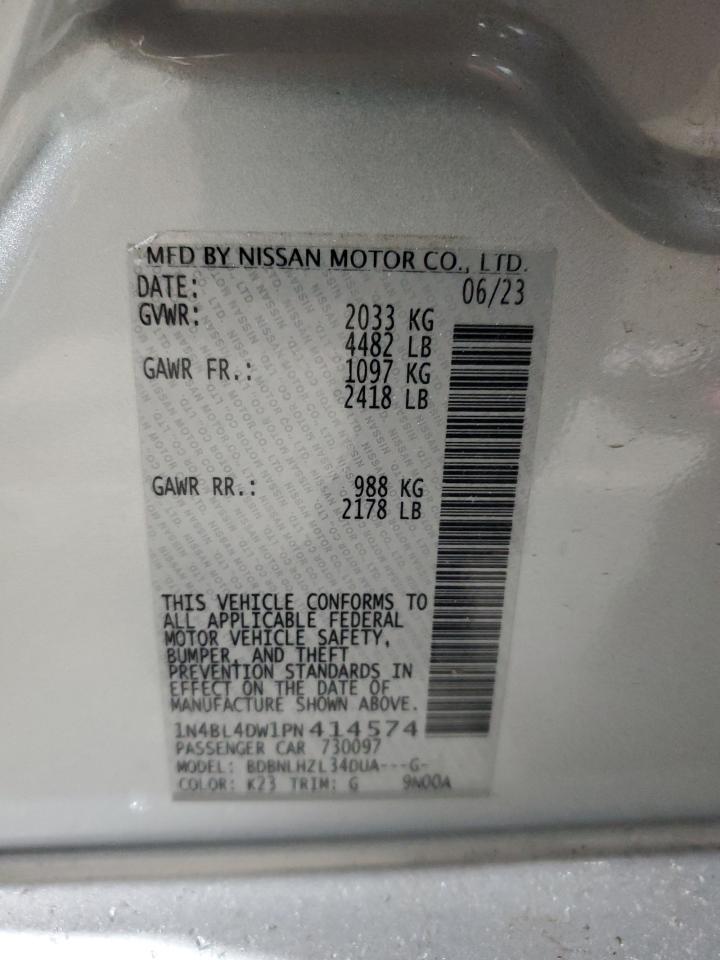 MFD BY NISSAN MOTOR CO., LTD.
DATE: 06/23
GVWR: 2033 KG
4482 LB
GAWR FR.: 1097 KG
2418 LB
GAWR RR.: 988 KG
2178 LB
THIS VEHICLE CONFORMS TO
ALL APPLICABLE FEDERAL
MOTOR VEHICLE SAFETY,
BUMPER, AND THEFT
PREVENTION STANDARDS IN
EFFECT ON THE DATE OF
MANUFACTURE SHOWN ABOVE.
1N4BL4DW1PN414574
PASSENGER CAR 730097
MODEL: BDBNLHZL34DUA---G-
COLOR: K23 TRIM: G 9N00A